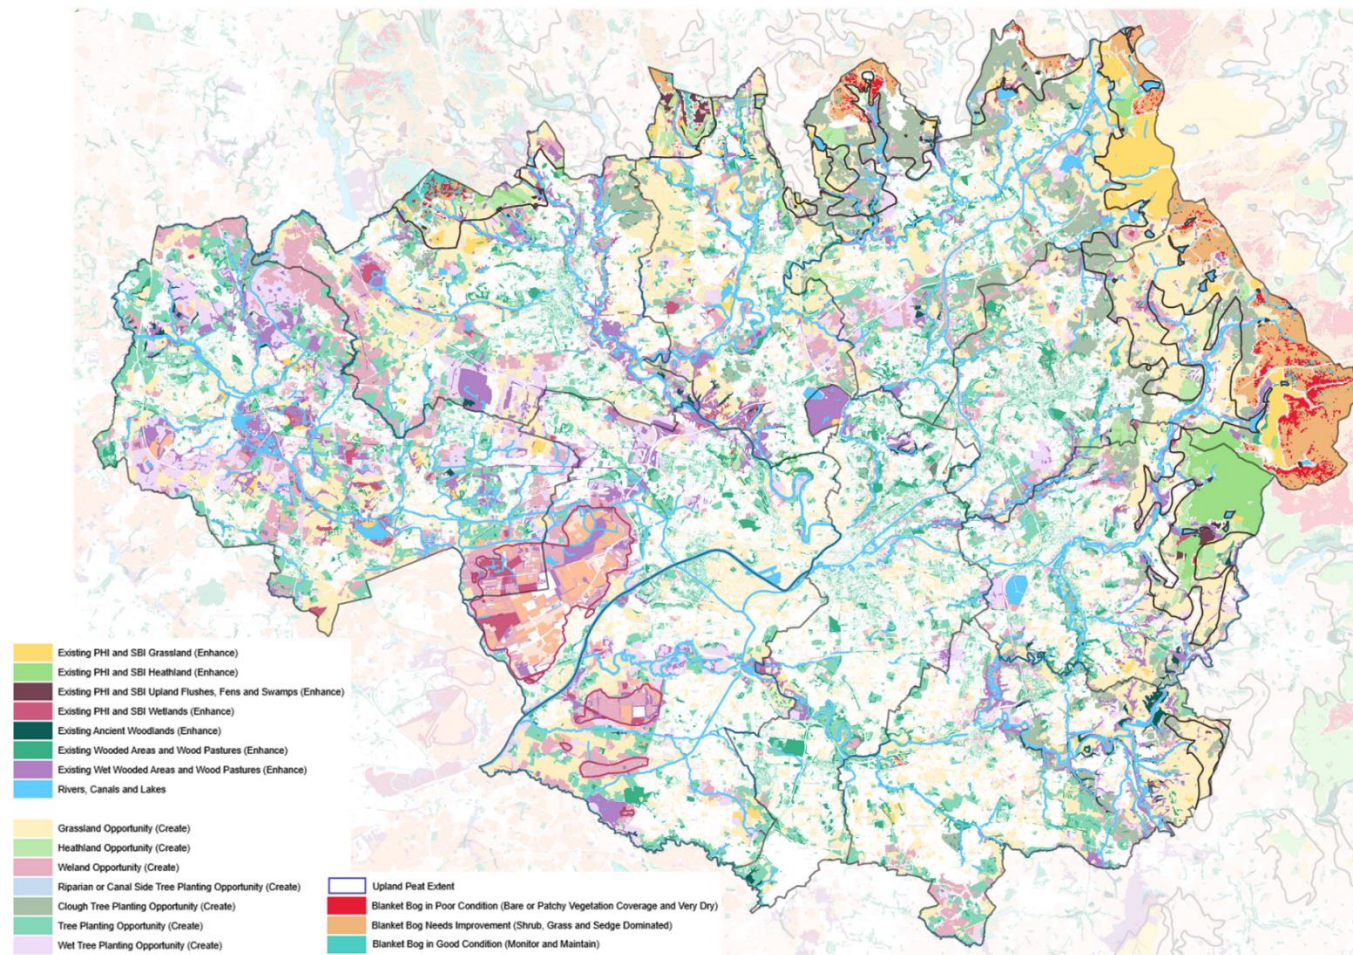 Existing PHI and SBI Grassland (Enhance)
Existing PHI and SBI Heathland (Enhance)
Existing PHI and SBI Upland Flushes, Fens and Swamps (Enhance)
Existing PHI and SBI Wetlands (Enhance)
Existing Ancient Woodlands (Enhance)
Existing Wooded Areas and Wood Pastures (Enhance)
Existing Wet Wooded Areas and Wood Pastures (Enhance)
Rivers, Canals and Lakes
Grassland Opportunity (Create)
Heathland Opportunity (Create)
Weland Opportunity (Create)
Riparian or Canal Side Tree Planting Opportunity (Create)
Clough Tree Planting Opportunity (Create)
Tree Planting Opportunity (Create)
Wet Tree Planting Opportunity (Create)
Upland Peat Extent
Blanket Bog in Poor Condition (Bare or Patchy Vegetation Coverage and Very Dry)
Blanket Bog Needs Improvement (Shrub, Grass and Sedge Dominated)
Blanket Bog in Good Condition (Monitor and Maintain)